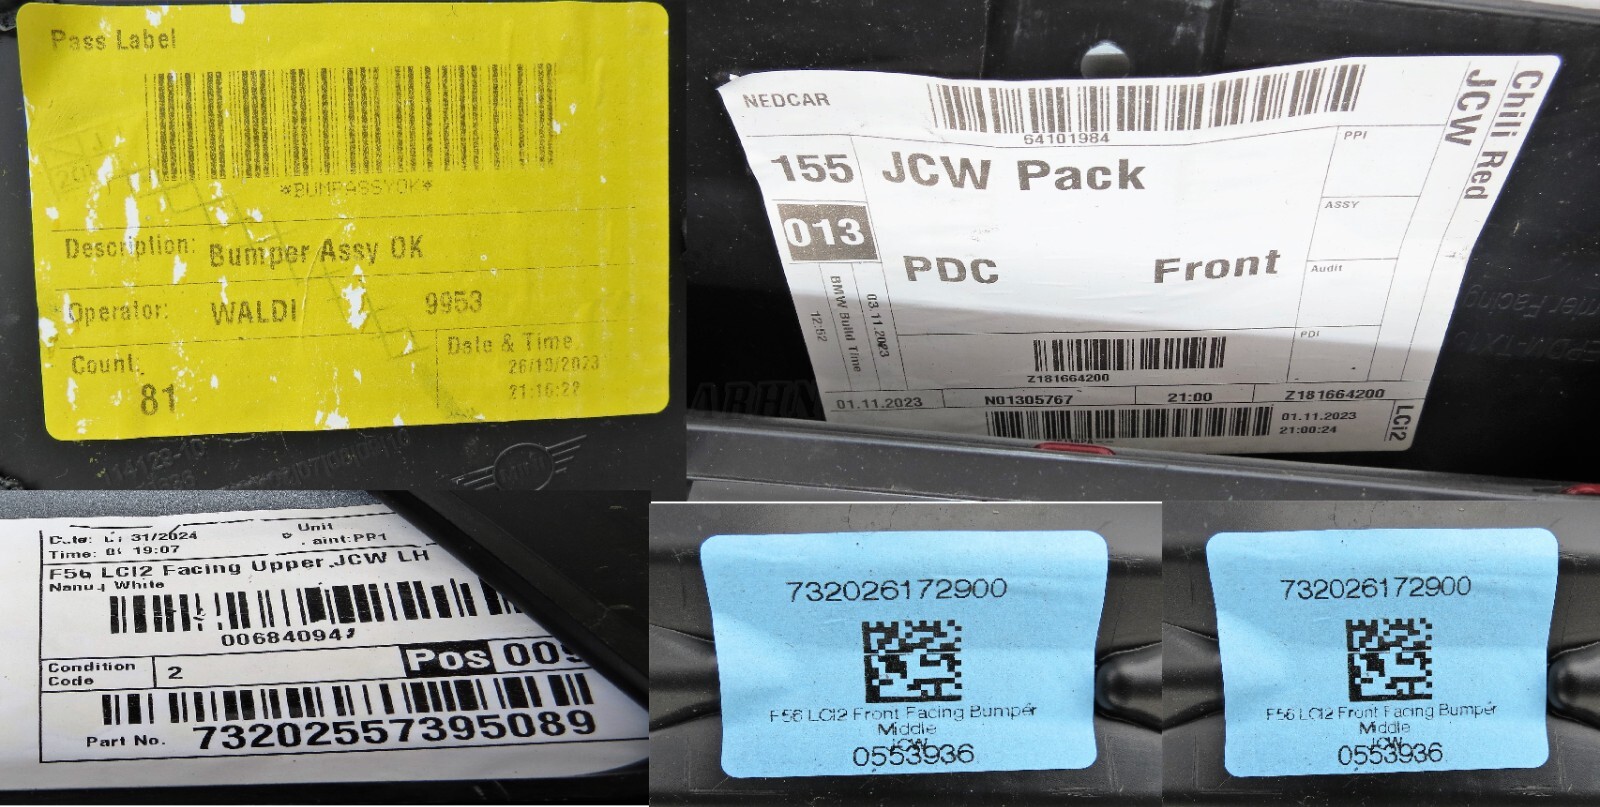 Pass Label
*BUMPASSYOK*
Description: Bumper Assy OK
Operator: WALDI 9953
Count: 81
Date & Time
26/10/2023
21:16:22
MINI
NEDCAR
64101984
155 JCW Pack
013
PDC Front
BMW Build Time
12:52
03.11.2023
PPI
ASSY
Audit
PDI
Chili Red
JCW
Z181664200
01.11.2023 N01305767 21:00 Z181664200
01.11.2023
21:00:24
LCi2
31/2024
Time: 19:07
Unit
F56 LCI2 Facing Upper JCW LH
White
Condition Code 2
Pos
Part No. 73202557395089
732026172900
F56 LCI2 Front Facing Bumper
Middle
JCW
0553936
732026172900
F56 LCI2 Front Facing Bumper
Middle
JCW
0553936